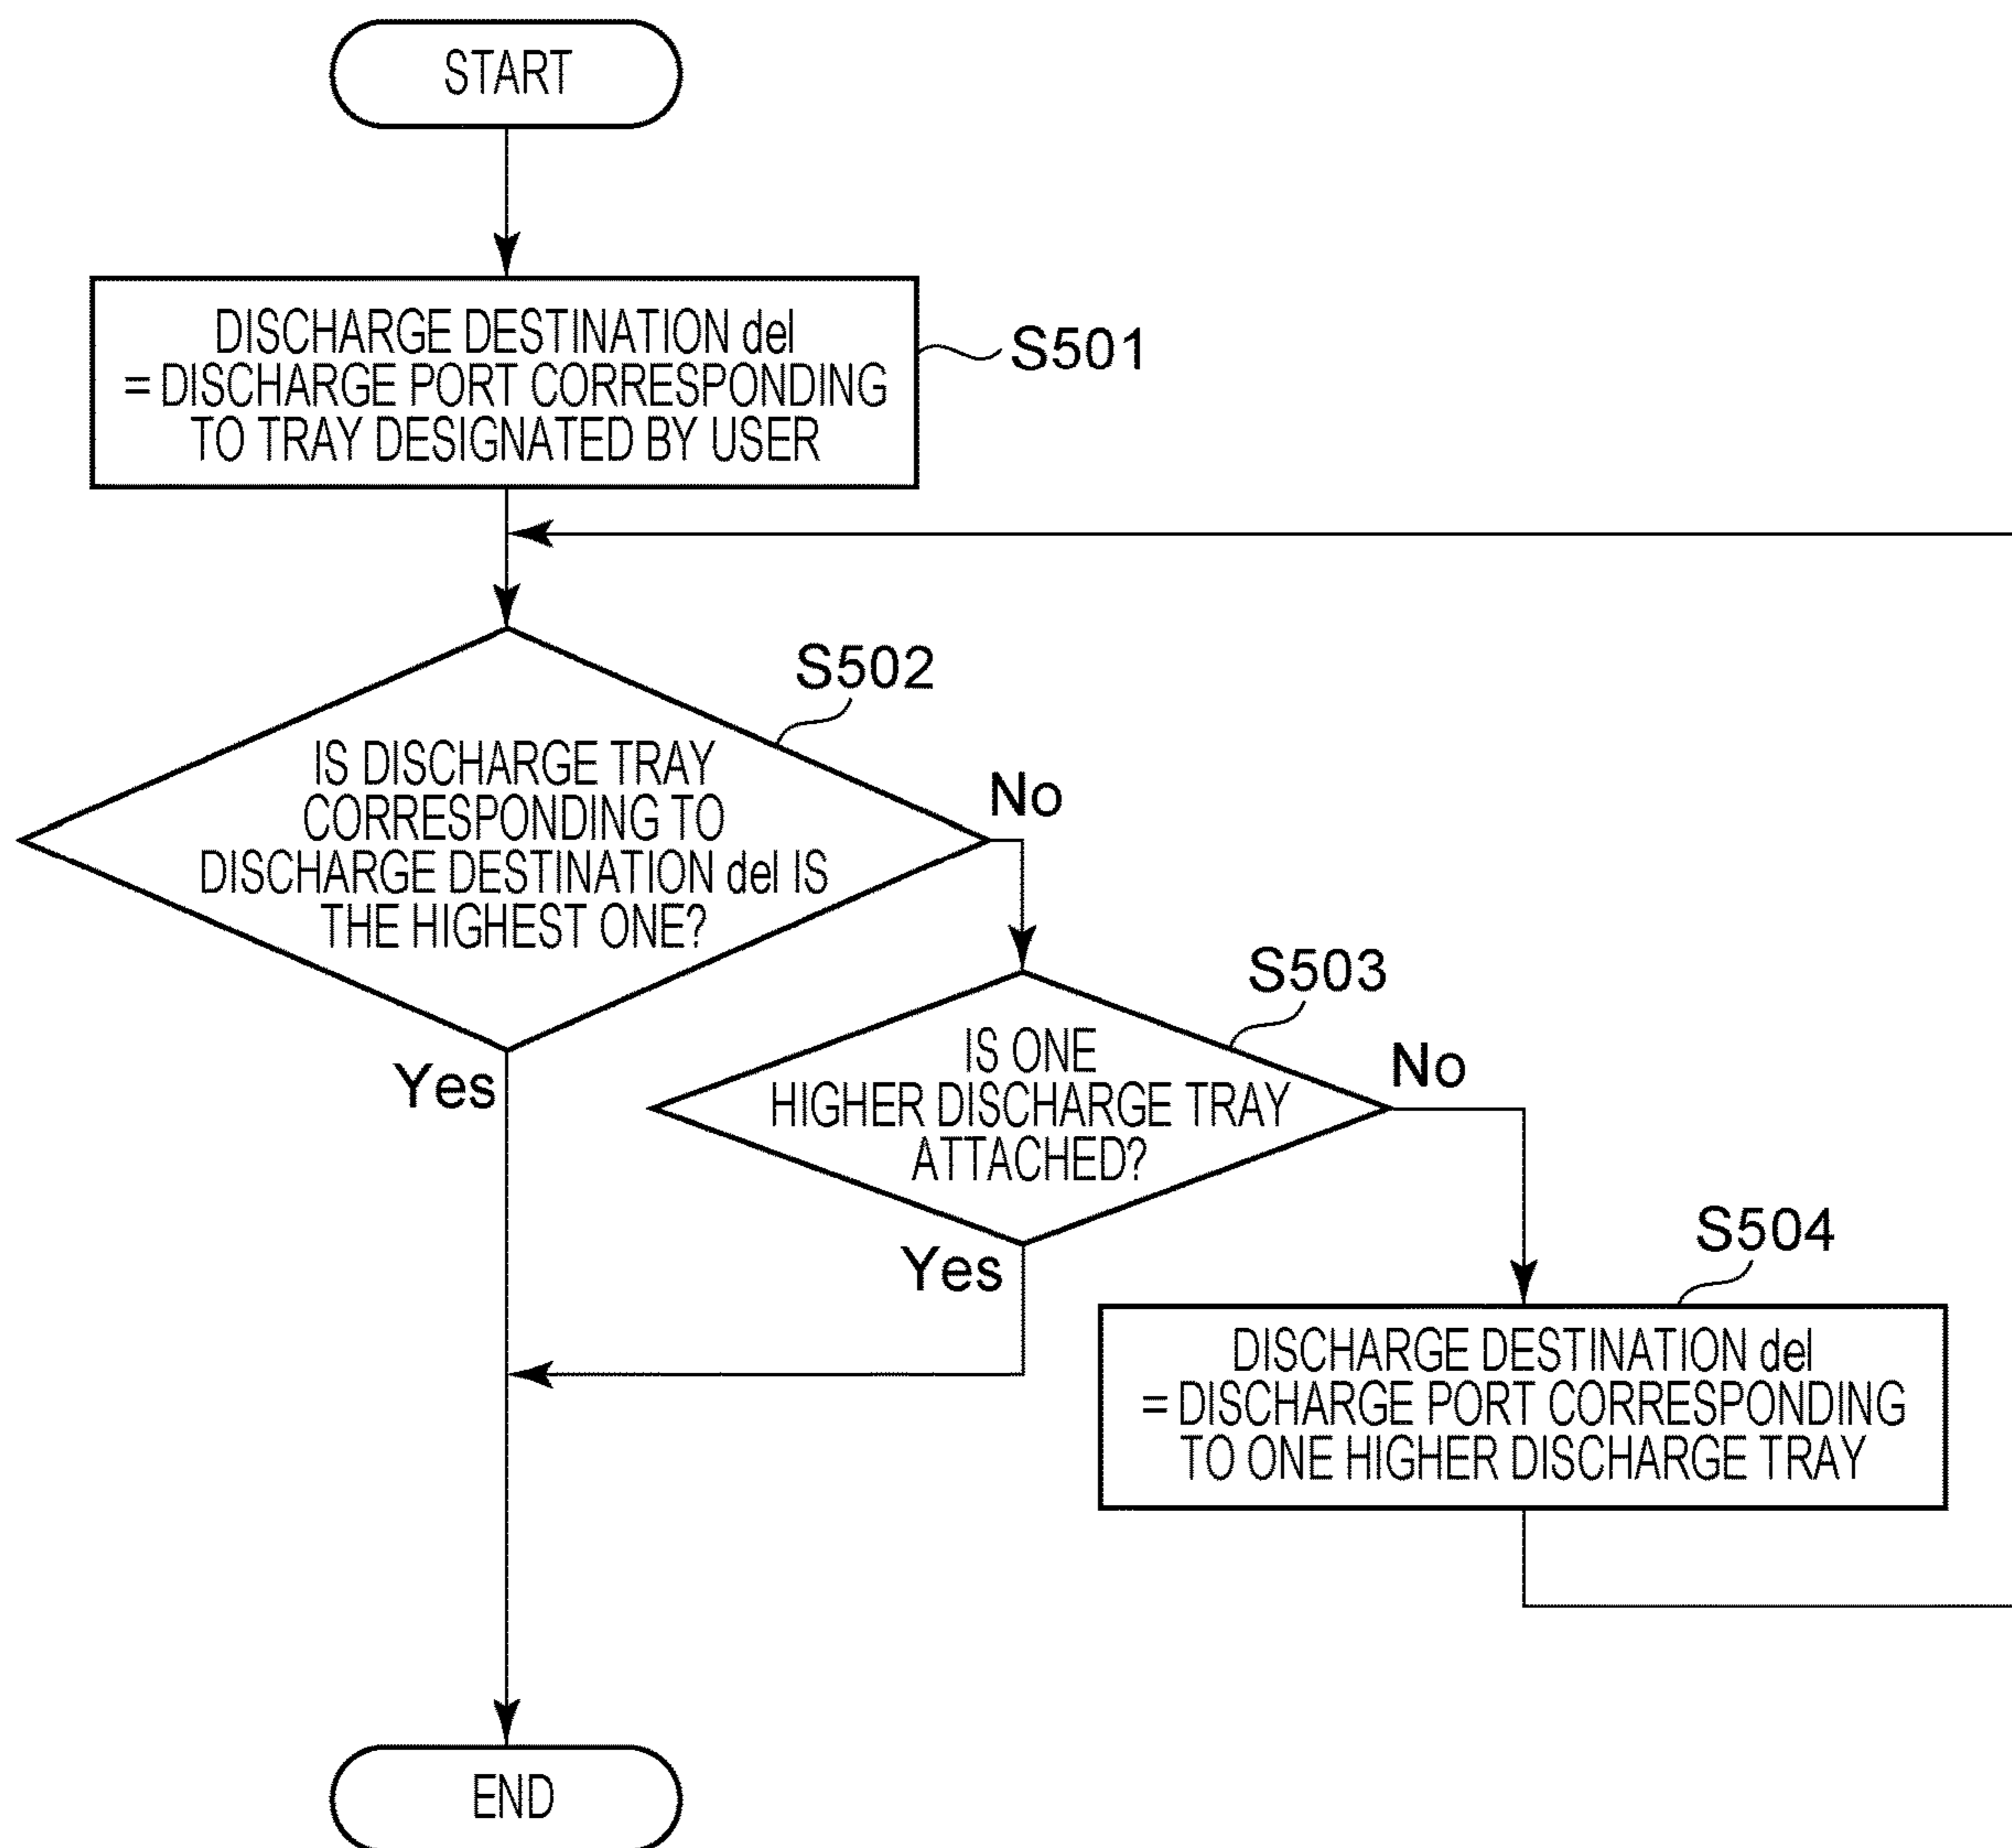 START
DISCHARGE DESTINATION del
= DISCHARGE PORT CORRESPONDING
TO TRAY DESIGNATED BY USER
S501
S502
IS DISCHARGE TRAY
CORRESPONDING TO
DISCHARGE DESTINATION del IS
THE HIGHEST ONE?
No
Yes
S503
IS ONE
HIGHER DISCHARGE TRAY
ATTACHED?
No
Yes
S504
DISCHARGE DESTINATION del
= DISCHARGE PORT CORRESPONDING
TO ONE HIGHER DISCHARGE TRAY
END